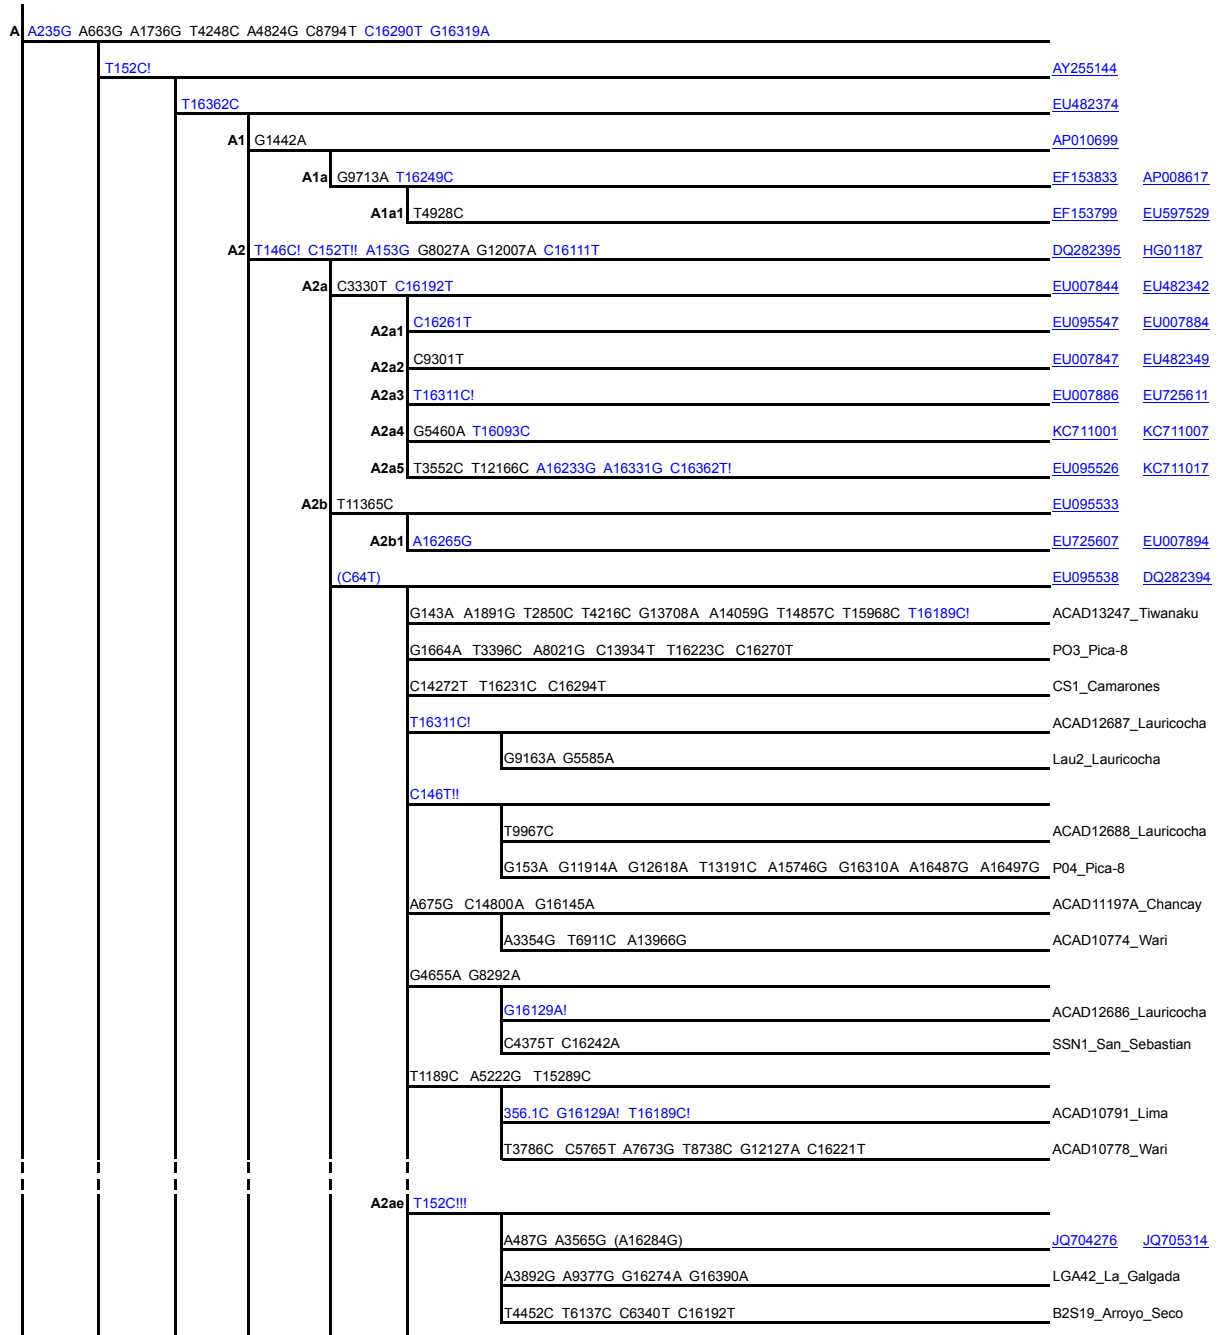 A A235G A663G A1736G T4248C A4824G C8794T C16290T G16319A
T152C! AY255144
T16362C EU482374
A1 G1442A AP010699
A1a G9713A T16249C EF153833 AP008617
A1a1 T4928C EF153799 EU597529
A2 T146C! C152T!! A153G G8027A G12007A C16111T DQ282395 HG01187
A2a C3330T C16192T EU007844 EU482342
A2a1 C16261T EU095547 EU007884
A2a2 C9301T EU007847 EU482349
A2a3 T16311C! EU007886 EU725611
A2a4 G5460A T16093C KC711001 KC711007
A2a5 T3552C T12166C A16233G A16331G C16362T! EU095526 KC711017
A2b T11365C EU095533
A2b1 A16265G EU725607 EU007894
(C64T) EU095538 DQ282394
G143A A1891G T2850C T4216C G13708A A14059G T14857C T15968C T16189C! ACAD13247_Tiwanaku
G1664A T3396C A8021G C13934T T16223C C16270T PO3_Pica-8
C14272T T16231C C16294T CS1_Camarones
T16311C! ACAD12687_Lauricocha
G9163A G5585A Lau2_Lauricocha
C146T!!
T9967C ACAD12688_Lauricocha
G153A G11914A G12618A T13191C A15746G G16310A A16487G A16497G P04_Pica-8
A675G C14800A G16145A ACAD11197A_Chancay
A3354G T6911C A13966G ACAD10774_Wari
G4655A G8292A
G16129A! ACAD12686_Lauricocha
C4375T C16242A SSN1_San_Sebastian
T1189C A5222G T15289C
356.1C G16129A! T16189C! ACAD10791_Lima
T3786C C5765T A7673G T8738C G12127A C16221T ACAD10778_Wari
A2ae T152C!!!
A487G A3565G (A16284G) JQ704276 JQ705314
A3892G A9377G G16274A G16390A LGA42_La_Galgada
T4452C T6137C C6340T C16192T B2S19_Arroyo_Seco